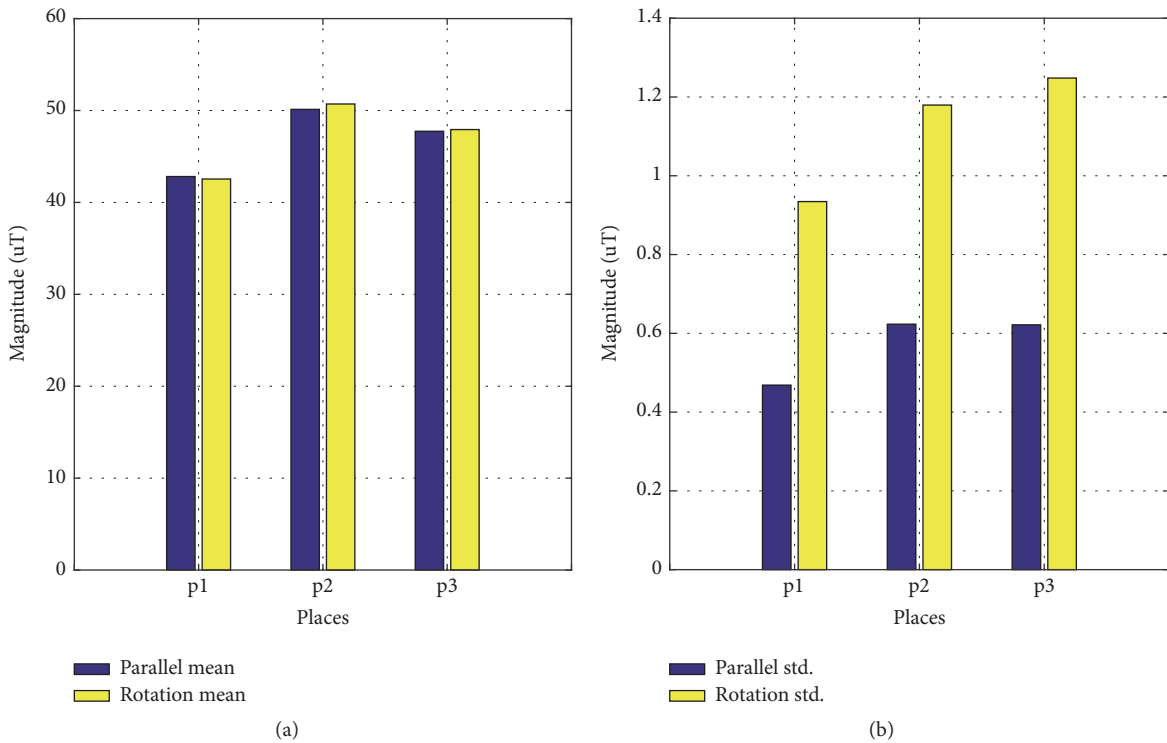 60
50
40
30
20
10
0
Magnitude (uT)
p1 p2 p3
Places
Parallel mean
Rotation mean
(a)
1.4
1.2
1
0.8
0.6
0.4
0.2
0
Magnitude (uT)
p1 p2 p3
Places
Parallel std.
Rotation std.
(b)